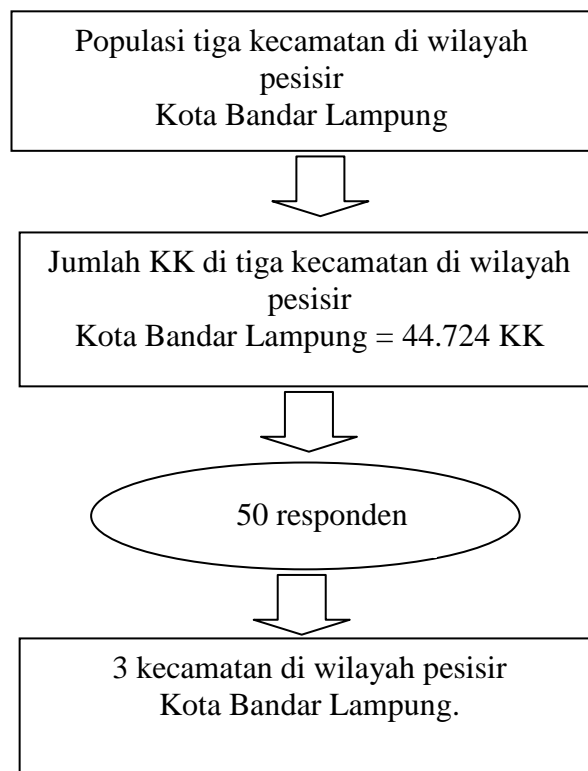 Populasi tiga kecamatan di wilayah
pesisir
Kota Bandar Lampung
Jumlah KK di tiga kecamatan di wilayah
pesisir
Kota Bandar Lampung = 44.724 KK
50 responden
3 kecamatan di wilayah pesisir
Kota Bandar Lampung.